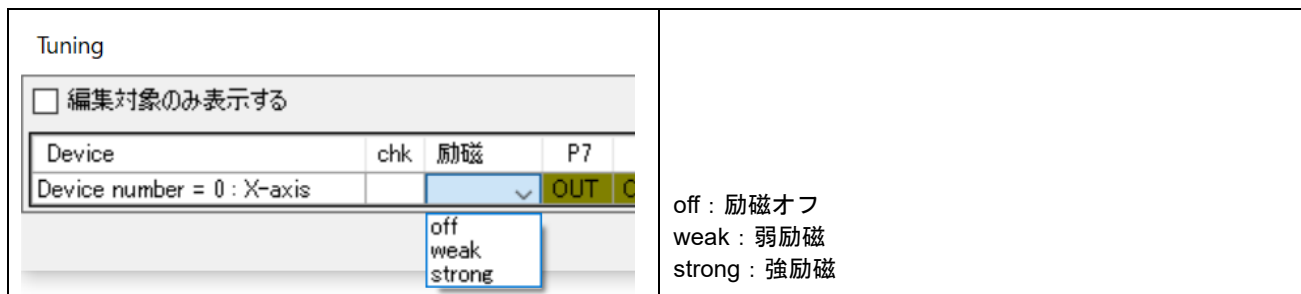 Tuning
編集対象のみ表示する
Device chk 励磁 P7
Device number = 0 : X-axis OUT
off
weak
strong
off：励磁オフ
weak：弱励磁
strong：強励磁